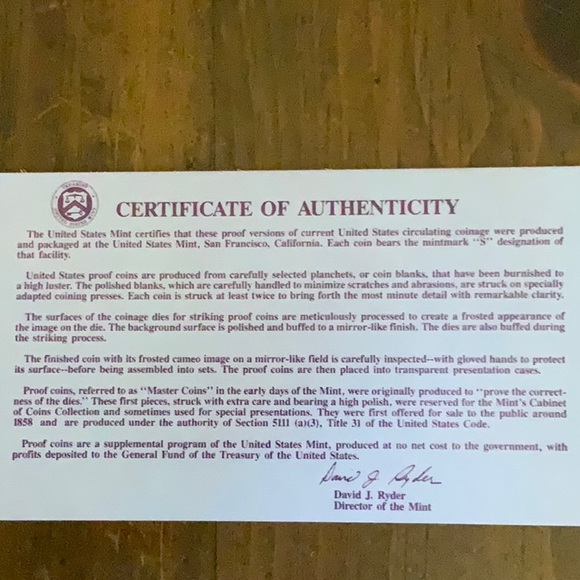 CERTIFICATE OF AUTHENTICITY
The United States Mint certifies that these proof versions of current United States circulating coinage were produced
and packaged at the United States Mint, San Francisco, California. Each coin bears the mintmark "S" designation of
that facility.
United States proof coins are produced from carefully selected planchets, or coin blanks, that have been burnished to
a high luster. The polished blanks, which are carefully handled to minimize scratches and abrasions, are struck on specially
adapted coining presses. Each coin is struck at least twice to bring forth the most minute detail with remarkable clarity.
The surfaces of the coinage dies for striking proof coins are meticulously processed to create a frosted appearance of
the image on the die. The background surface is polished and buffed to a mirror-like finish. The dies are also buffed during
the striking process.
The finished coin with its frosted cameo image on a mirror-like field is carefully inspected--with gloved hands to protect
its surface--before being assembled into sets. The proof coins are then placed into transparent presentation cases.
Proof coins, referred to as "Master Coins" in the early days of the Mint, were originally produced to "prove the correct-
ness of the dies." These first pieces, struck with extra care and bearing a high polish, were reserved for the Mint's Cabinet
of Coins Collection and sometimes used for special presentations. They were first offered for sale to the public around
1858 and are produced under the authority of Section 5111 (a)(3), Title 31 of the United States Code.
Proof coins are a supplemental program of the United States Mint, produced at no net cost to the government, with
profits deposited to the General Fund of the Treasury of the United States.
David J. Ryder
David J. Ryder
Director of the Mint